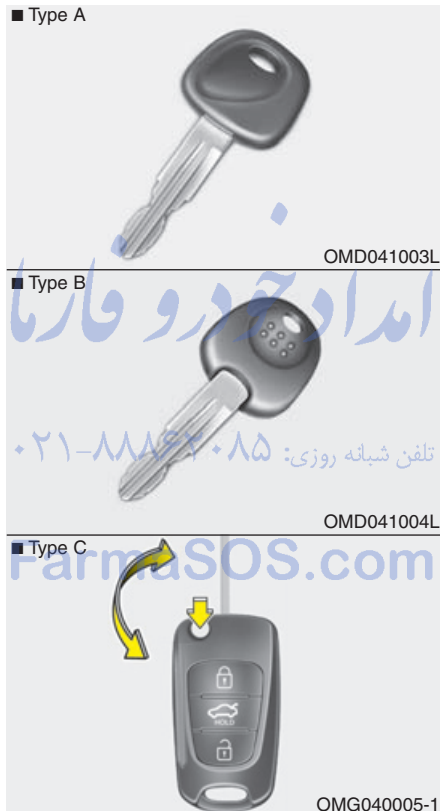 ■ Type A
OMD041003L
■ Type B
امداد خودرو فارما
تلفن شبانه روزی: ۸۸۸۶۲۰۸۵-۰۲۱
OMD041004L
■ Type C
FarmaSOS.com
HOLD
OMG040005-1